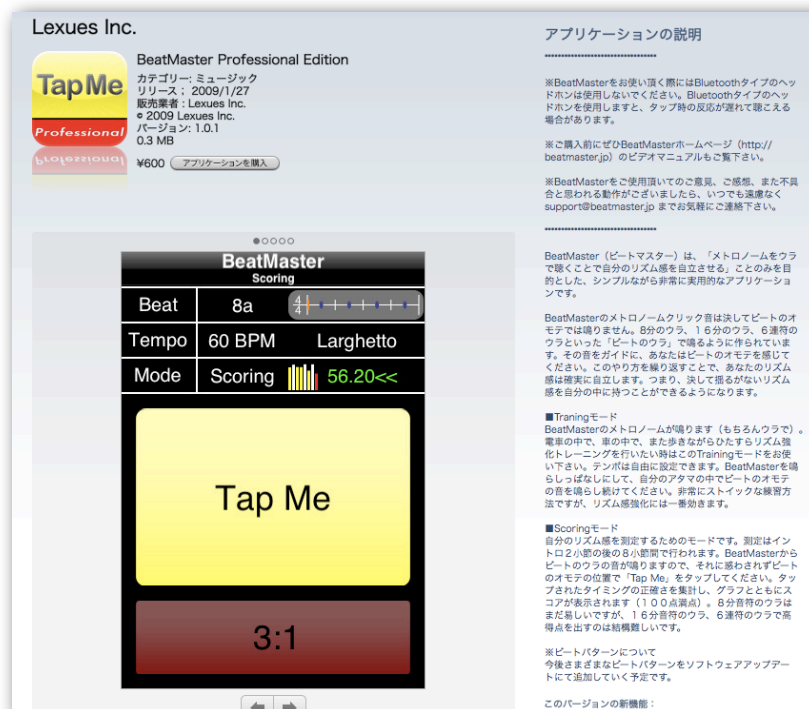 Lexues Inc.
TapMe
Professional
BeatMaster Professional Edition
カテゴリー: ミュージック
リリース； 2009/1/27
販売業者 : Lexues Inc.
© 2009 Lexues Inc.
バージョン: 1.0.1
0.3 MB
¥600 アプリケーションを購入
BeatMaster
Scoring
Beat 8a 4/4
Tempo 60 BPM Larghetto
Mode Scoring 56.20<<
Tap Me
3:1
アプリケーションの説明
※BeatMasterをお使い頂く際にはBluetoothタイプのヘッ
ドホンは使用しないでください。Bluetoothタイプのヘッ
ドホンを使用しますと、タップ時の反応が遅れて聴こえる
場合があります。
※ご購入前にぜひBeatMasterホームページ（http://
beatmaster.jp）のビデオマニュアルもご覧下さい。
※BeatMasterをご使用頂いてのご意見、ご感想、また不具
合と思われる動作がございましたら、いつでも遠慮なく
support@beatmaster.jp までお気軽にご連絡下さい。
BeatMaster（ビートマスター）は、「メトロノームをウラ
で聴くことで自分のリズム感を自立させる」ことのみを目
的とした、シンプルながら非常に実用的なアプリケーショ
ンです。
BeatMasterのメトロノームクリック音は決してビートのオ
モテでは鳴りません。8分のウラ、１６分のウラ、６連符の
ウラといった「ビートのウラ」で鳴るように作られていま
す。その音をガイドに、あなたはビートのオモテを感じて
ください。このやり方を繰り返すことで、あなたのリズム
感は確実に自立します。つまり、決して揺るがないリズム
感を自分の中に持つことができるようになります。
■Traningモード
BeatMasterのメトロノームが鳴ります（もちろんウラで）。
電車の中で、車の中で、また歩きながらひたすらリズム強
化トレーニングを行いたい時はこのTrainingモードをお使
い下さい。テンポは自由に設定できます。BeatMasterを鳴
らしっぱなしにして、自分のアタマの中でビートのオモテ
の音を鳴らし続けてください。非常にストイックな練習方
法ですが、リズム感強化には一番効きます。
■Scoringモード
自分のリズム感を測定するためのモードです。測定はイン
トロ２小節の後の８小節間で行われます。BeatMasterから
ビートのウラの音が鳴りますので、それに惑わされずビート
のオモテの位置で「Tap Me」をタップしてください。タッ
プされたタイミングの正確さを集計し、グラフとともにス
コアが表示されます（１００点満点）。８分音符のウラは
まだ易しいですが、１６分音符のウラ、６連符のウラで高
得点を出すのは結構難しいです。
※ビートパターンについて
今後さまざまなビートパターンをソフトウェアアップデー
トにて追加していく予定です。
このバージョンの新機能：